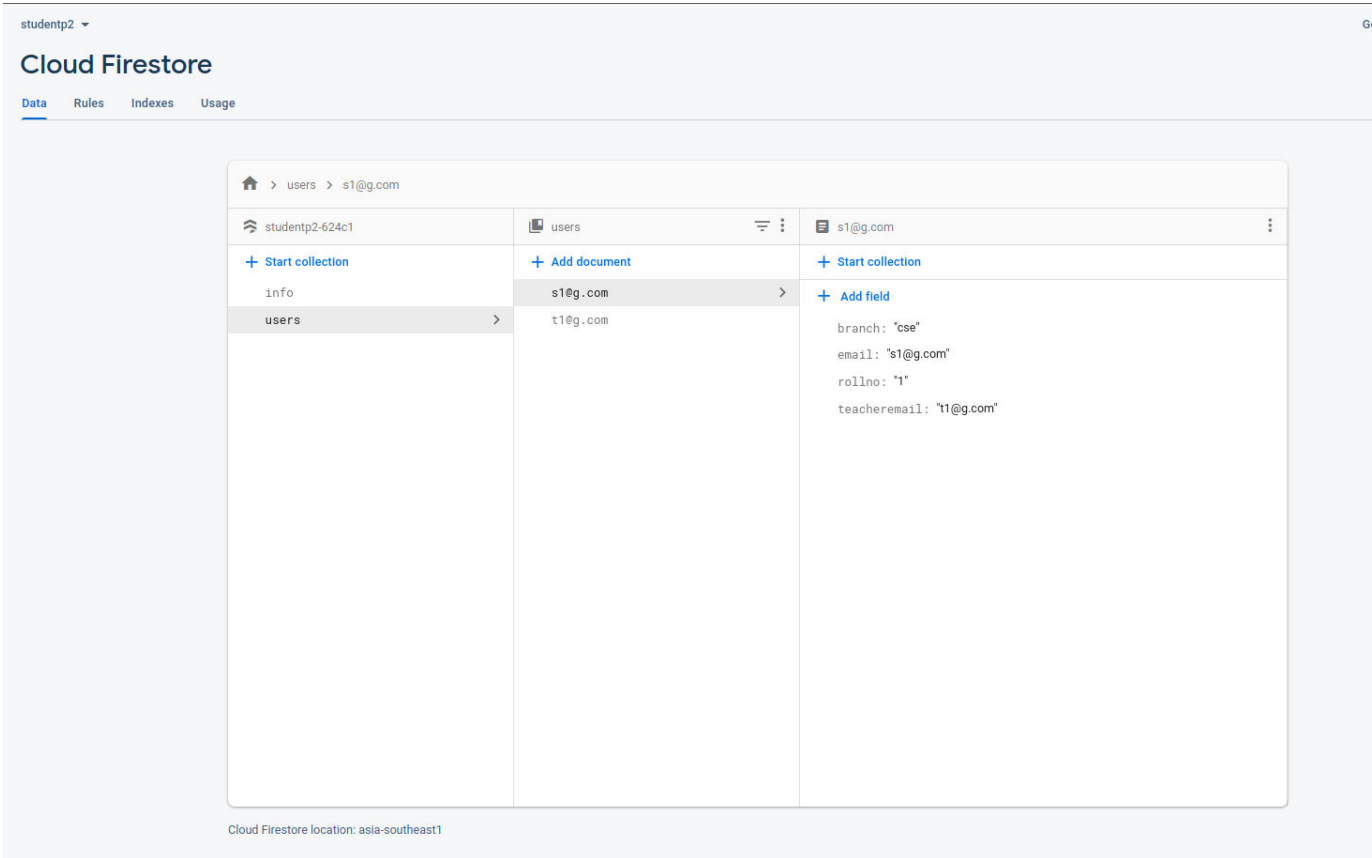 studentp2
Cloud Firestore
Data Rules Indexes Usage
users s1@g.com
studentp2-624c1 users s1@g.com
Start collection Add document Start collection
info s1@g.com Add field
users t1@g.com
branch: "cse"
email: "s1@g.com"
rollno: "1"
teacheremail: "t1@g.com"
Cloud Firestore location: asia-southeast1